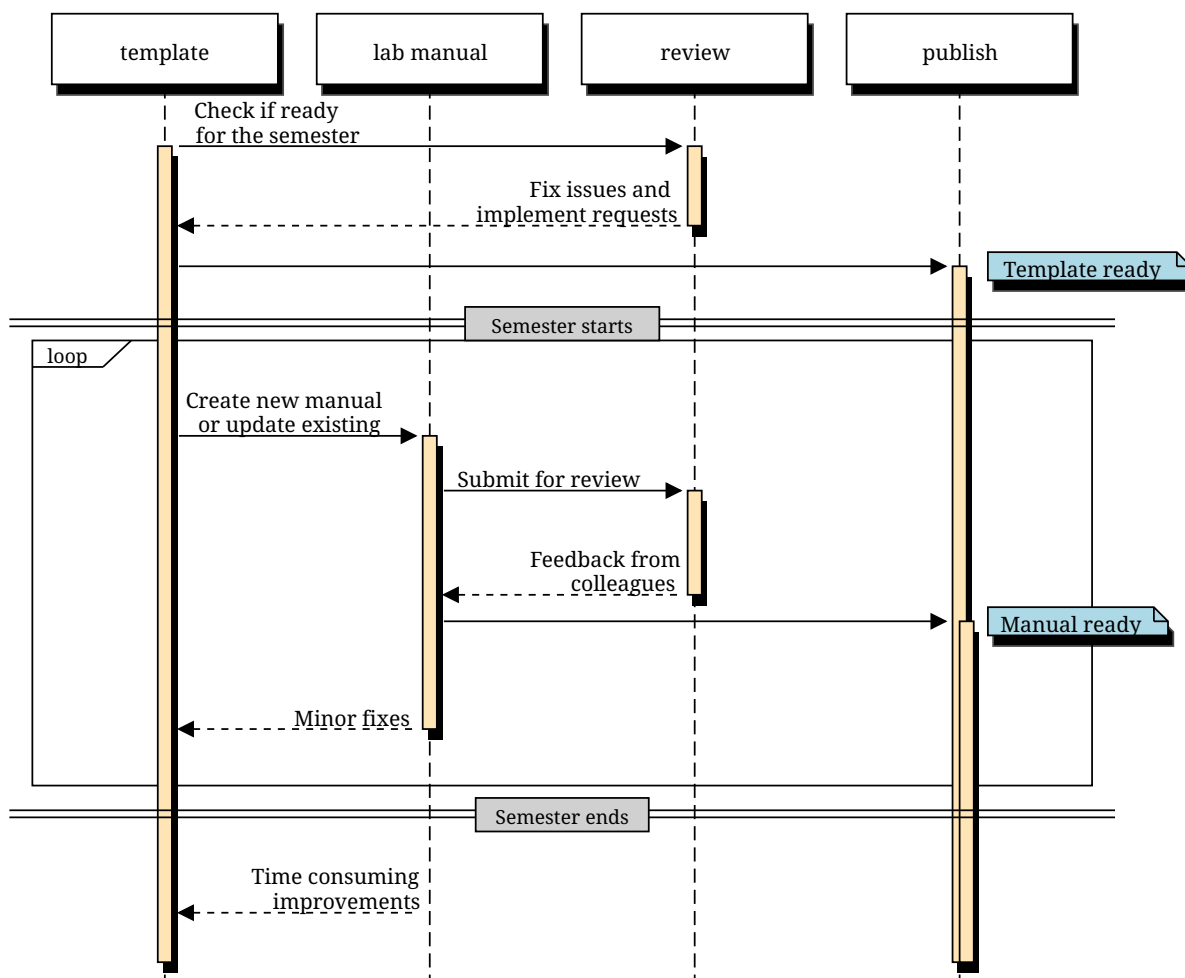 template
lab manual
review
publish
Check if ready
for the semester
Fix issues and
implement requests
Template ready
Semester starts
loop
Create new manual
or update existing
Submit for review
Feedback from
colleagues
Manual ready
Minor fixes
Semester ends
Time consuming
improvements